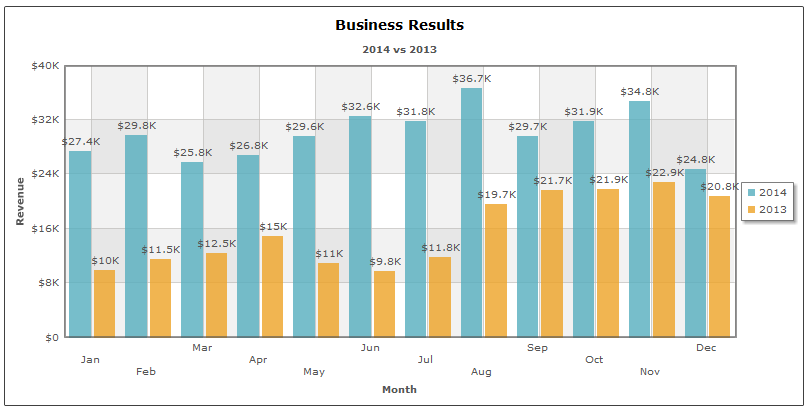 Business Results
2014 vs 2013
$40K
$32K
$24K
$16K
$8K
$0
Revenue
$27.4K
$29.8K
$25.8K
$26.8K
$29.6K
$32.6K
$31.8K
$36.7K
$29.7K
$31.9K
$34.8K
$24.8K
$10K
$11.5K
$12.5K
$15K
$11K
$9.8K
$11.8K
$19.7K
$21.7K
$21.9K
$22.9K
$20.8K
2014
2013
Jan
Feb
Mar
Apr
May
Jun
Jul
Aug
Sep
Oct
Nov
Dec
Month